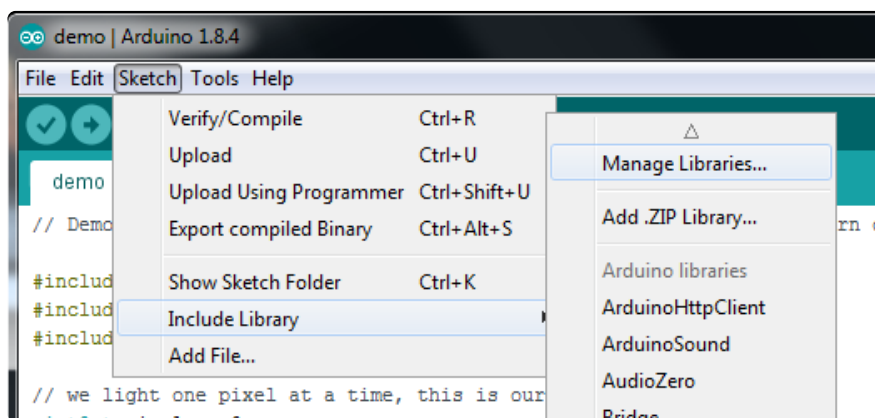 demo | Arduino 1.8.4
File Edit Sketch Tools Help
Verify/Compile Ctrl+R
Upload Ctrl+U
Upload Using Programmer Ctrl+Shift+U
Export compiled Binary Ctrl+Alt+S
Show Sketch Folder Ctrl+K
Include Library
Add File...
Manage Libraries...
Add .ZIP Library...
Arduino libraries
ArduinoHttpClient
ArduinoSound
AudioZero
Bridge
demo
// Demo
#includ
#includ
#includ
// we light one pixel at a time, this is our